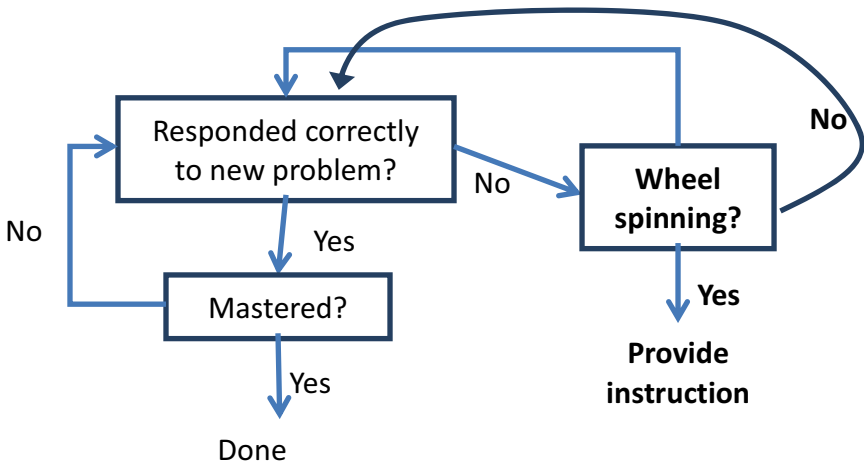 Responded correctly
to new problem?
No
No
Wheel
spinning?
No
Yes
Mastered?
Yes
Provide
instruction
Yes
Done